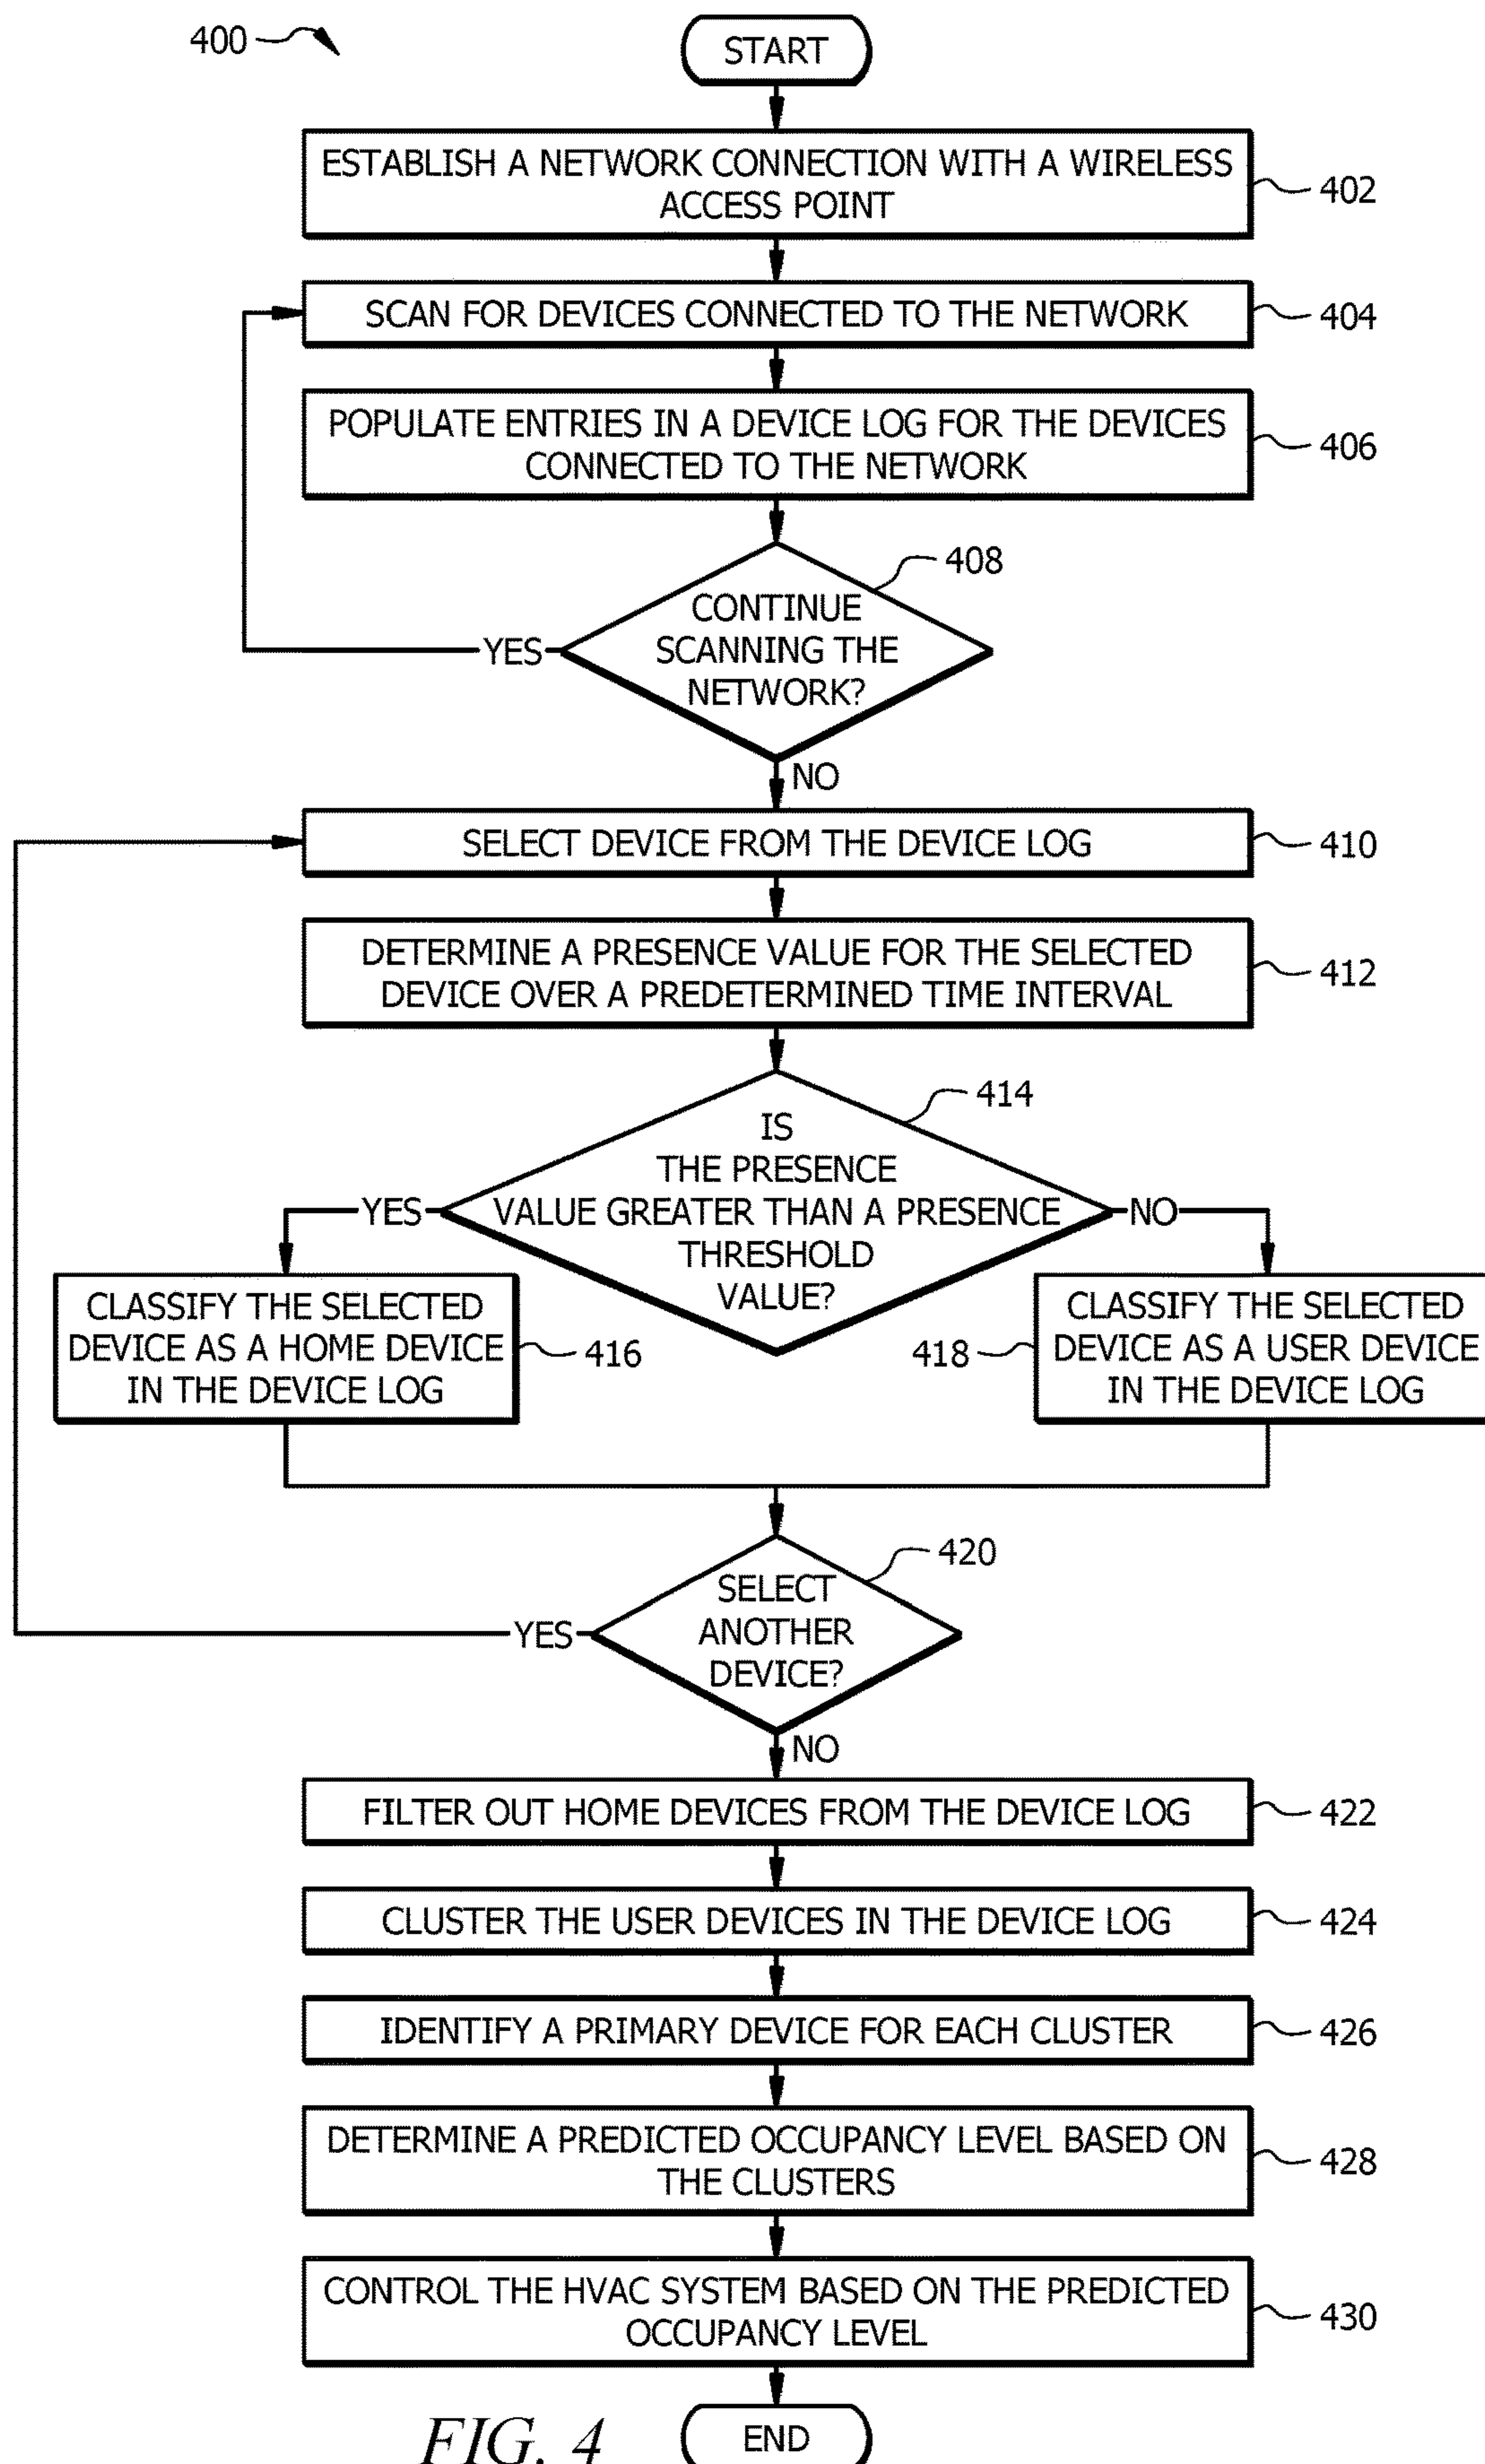 400
START
ESTABLISH A NETWORK CONNECTION WITH A WIRELESS
ACCESS POINT
402
SCAN FOR DEVICES CONNECTED TO THE NETWORK
404
POPULATE ENTRIES IN A DEVICE LOG FOR THE DEVICES
CONNECTED TO THE NETWORK
406
408
CONTINUE
SCANNING THE
NETWORK?
YES
NO
SELECT DEVICE FROM THE DEVICE LOG
410
DETERMINE A PRESENCE VALUE FOR THE SELECTED
DEVICE OVER A PREDETERMINED TIME INTERVAL
412
414
IS
THE PRESENCE
VALUE GREATER THAN A PRESENCE
THRESHOLD
VALUE?
YES
NO
CLASSIFY THE SELECTED
DEVICE AS A HOME DEVICE
IN THE DEVICE LOG
416
418
CLASSIFY THE SELECTED
DEVICE AS A USER DEVICE
IN THE DEVICE LOG
420
SELECT
ANOTHER
DEVICE?
YES
NO
FILTER OUT HOME DEVICES FROM THE DEVICE LOG
422
CLUSTER THE USER DEVICES IN THE DEVICE LOG
424
IDENTIFY A PRIMARY DEVICE FOR EACH CLUSTER
426
DETERMINE A PREDICTED OCCUPANCY LEVEL BASED ON
THE CLUSTERS
428
CONTROL THE HVAC SYSTEM BASED ON THE PREDICTED
OCCUPANCY LEVEL
430
END
FIG. 4